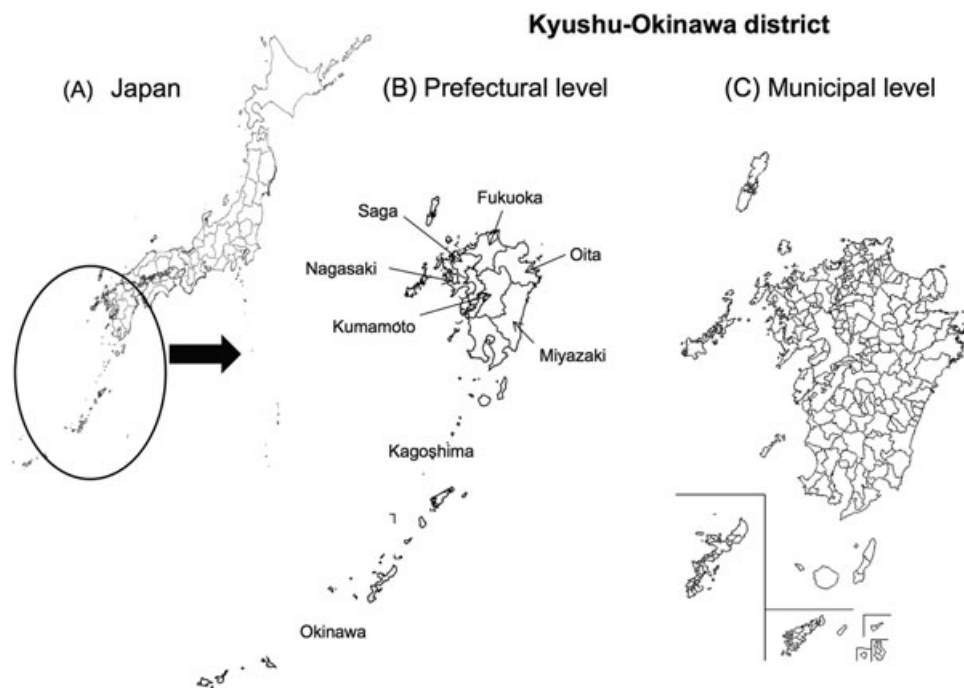 Kyushu-Okinawa district
(A) Japan
(B) Prefectural level
(C) Municipal level
Fukuoka
Saga
Oita
Nagasaki
Kumamoto
Miyazaki
Kagoshima
Okinawa